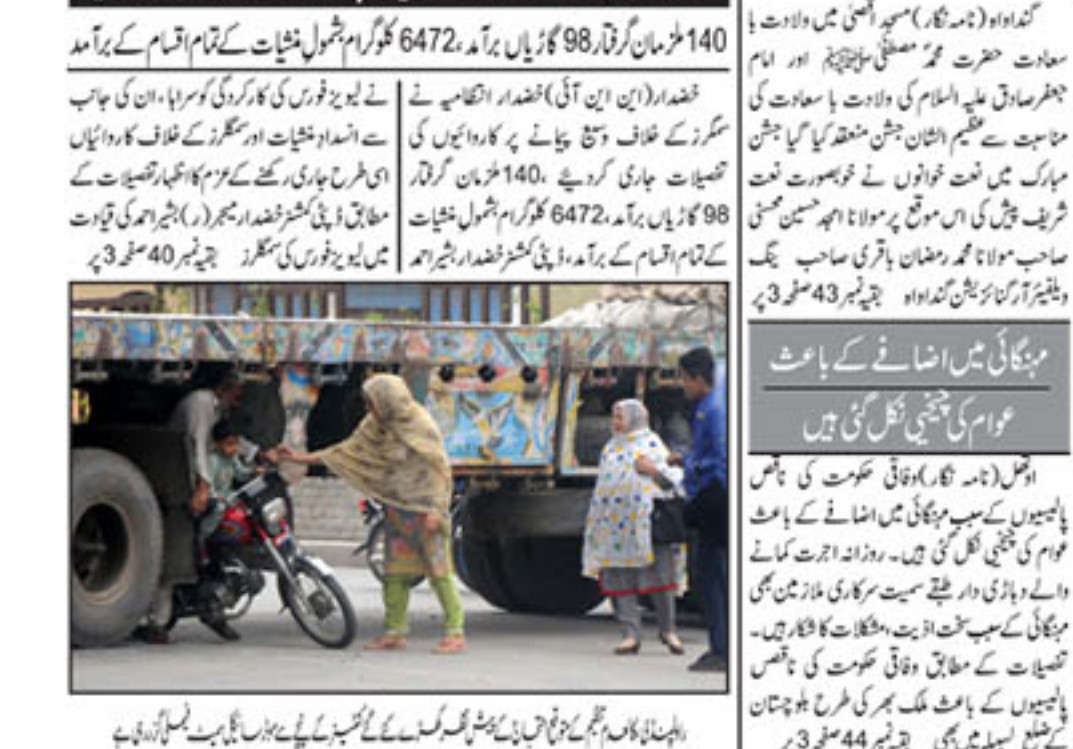 140 ملزمان گرفتار 98 گاڑیاں برآمد، 6472 کلوگرام بشمول منشیات کے تمام اقسام کے برآمد
خضدار (این این آئی) خضدار انتظامیہ نے
سمگرز کے خلاف وسیع پیمانے پر کاروائیوں کی
تفصیلات جاری کردیئے ،140 ملزمان گرفتار
98 گاڑیاں برآمد، 6472 کلوگرام بشمول منشیات
کے تمام اقسام کے برآمد، ڈپٹی کمشنر خضدار بشیر احمد
نے لیویز فورس کی کارکردگی کو سراہا، ان کی جانب
سے انسداد منشیات اور سمگلرز کے خلاف کاروائیاں
اسی طرح جاری رکھنے کے عزم کا اظہار تفصیلات کے
مطابق ڈپٹی کمشنر خضدار میجر (ر) بشیر احمد کی قیادت
میں لیویز فورس کی سمگلرز بقیہ نمبر 40 صفحہ 3 پر
گنداواہ (نامہ نگار) مسجد اقصیٰ میں ولادت با
سعادت حضرت محمد مصطفیٰ ﷺ اور امام
جعفر صادق علیہ السلام کی ولادت با سعادت کی
مناسبت سے عظیم الشان جشن منعقد کیا گیا جشن
مبارک میں نعت خوانوں نے خوبصورت نعت
شریف پیش کی اس موقع پر مولانا امجد حسین محسنی
صاحب مولانا محمد رمضان باقری صاحب ینگ
ویلفیئر آرگنائزیشن گنداواہ بقیہ نمبر 43 صفحہ 3 پر
مہنگائی میں اضافے کے باعث
عوام کی چیخیں نکل گئی ہیں
اوتھل (نامہ نگار) وفاقی حکومت کی ناقص
پالیسیوں کے سبب مہنگائی میں اضافے کے باعث
عوام کی چیخیں نکل گئی ہیں۔ روزانہ اجرت کمانے
والے دہاڑی دار طبقے سمیت سرکاری ملازمین بھی
مہنگائی کے سبب سخت اذیت، مشکلات کا شکار ہیں۔
تفصیلات کے مطابق وفاقی حکومت کی ناقص
پالیسیوں کے باعث ملک بھر کی طرح بلوچستان
کے ضلع لسبیلہ میں بھی بقیہ نمبر 44 صفحہ 3 پر